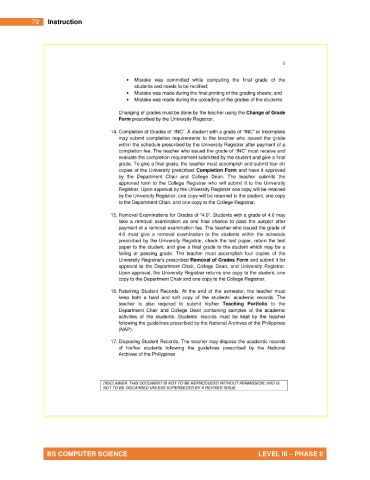 72 Instruction
3
• Mistake was committed while computing the final grade of the
students and needs to be rectified;
• Mistake was made during the final printing of the grading sheets; and
• Mistake was made during the uploading of the grades of the students.
Changing of grades must be done by the teacher using the Change of Grade
Form prescribed by the University Registrar.
14. Completion of Grades of "INC". A student with a grade of "INC" or Incomplete
may submit completion requirements to the teacher who issued the grade
within the schedule prescribed by the University Registrar after payment of a
completion fee. The teacher who issued the grade of "INC" must receive and
evaluate the completion requirement submitted by the student and give a final
grade. To give a final grade, the teacher must accomplish and submit four (4)
copies of the University prescribed Completion Form and have it approved
by the Department Chair and College Dean. The teacher submits the
approved form to the College Registrar who will submit it to the University
Registrar. Upon approval by the University Registrar one copy will be retained
by the University Registrar, one copy will be returned to the student, one copy
to the Department Chair, and one copy to the College Registrar.
15. Removal Examinations for Grades of "4.0". Students with a grade of 4.0 may
take a removal examination as one final chance to pass the subject after
payment of a removal examination fee. The teacher who issued the grade of
4.0 must give a removal examination to the students within the schedule
prescribed by the University Registrar, check the test paper, return the test
paper to the student, and give a final grade to the student which may be a
failing or passing grade. The teacher must accomplish four copies of the
University Registrar's prescribed Removal of Grades Form and submit it for
approval to the Department Chair, College Dean, and University Registrar.
Upon approval, the University Registrar returns one copy to the student, one
copy to the Department Chair and one copy to the College Registrar.
16. Retaining Student Records. At the end of the semester, the teacher must
keep both a hard and soft copy of the students' academic records. The
teacher is also required to submit his/her Teaching Portfolio to the
Department Chair and College Dean containing samples of the academic
activities of the students. Students' records must be kept by the teacher
following the guidelines prescribed by the National Archives of the Philippines
(NAP).
17. Disposing Student Records. The teacher may dispose the academic records
of his/her students following the guidelines prescribed by the National
Archives of the Philippines.
DISCLAIMER: THIS DOCUMENT IS NOT TO BE REPRODUCED WITHOUT PERMISSION, AND IS
NOT TO BE DISCARDED UNLESS SUPERSEDED BY A REVISED ISSUE.
BS COMPUTER SCIENCE LEVEL III – PHASE II